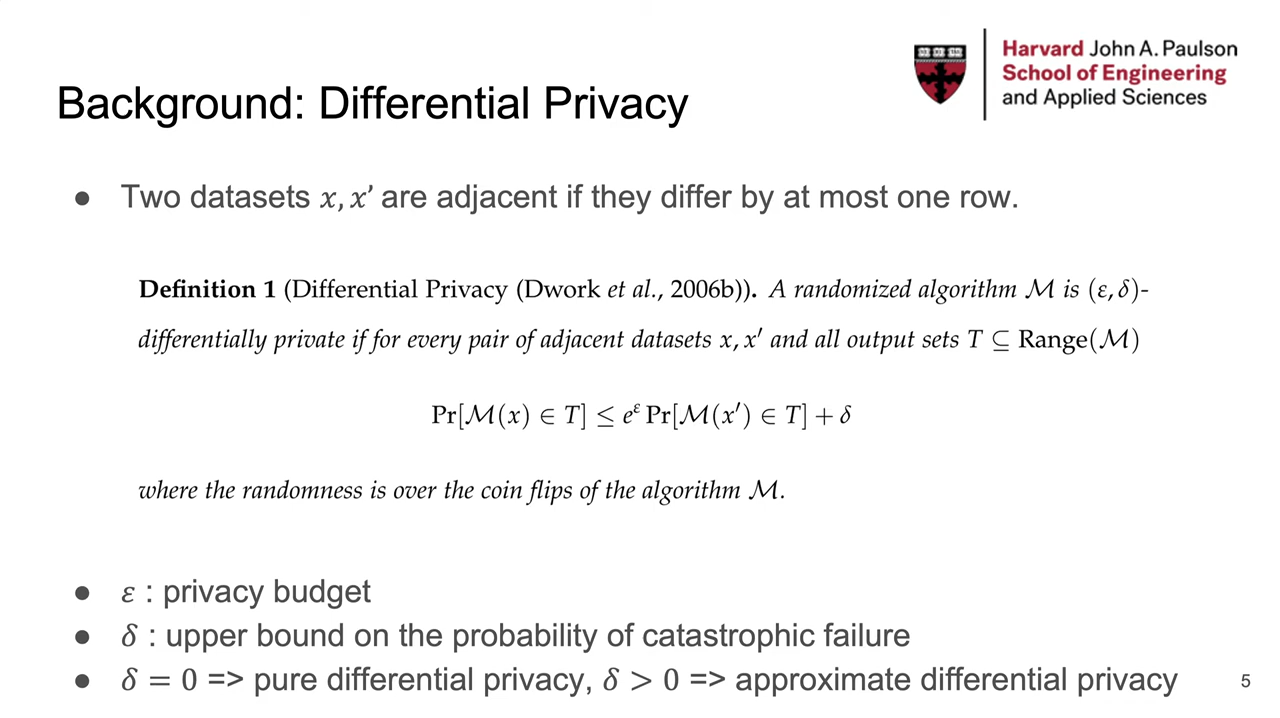 Harvard John A. Paulson
School of Engineering
and Applied Sciences
Background: Differential Privacy
● Two datasets 𝑥, 𝑥’ are adjacent if they differ by at most one row.
Definition 1 (Differential Privacy (Dwork et al., 2006b)). A randomized algorithm ℳ is (ε, δ)-
differentially private if for every pair of adjacent datasets x, x′ and all output sets T ⊆ Range(ℳ)
Pr[ℳ(x) ∈ T] ≤ e^ε Pr[ℳ(x′) ∈ T] + δ
where the randomness is over the coin flips of the algorithm ℳ.
● 𝜀 : privacy budget
● 𝛿 : upper bound on the probability of catastrophic failure
● 𝛿 = 0 => pure differential privacy, 𝛿 > 0 => approximate differential privacy
5